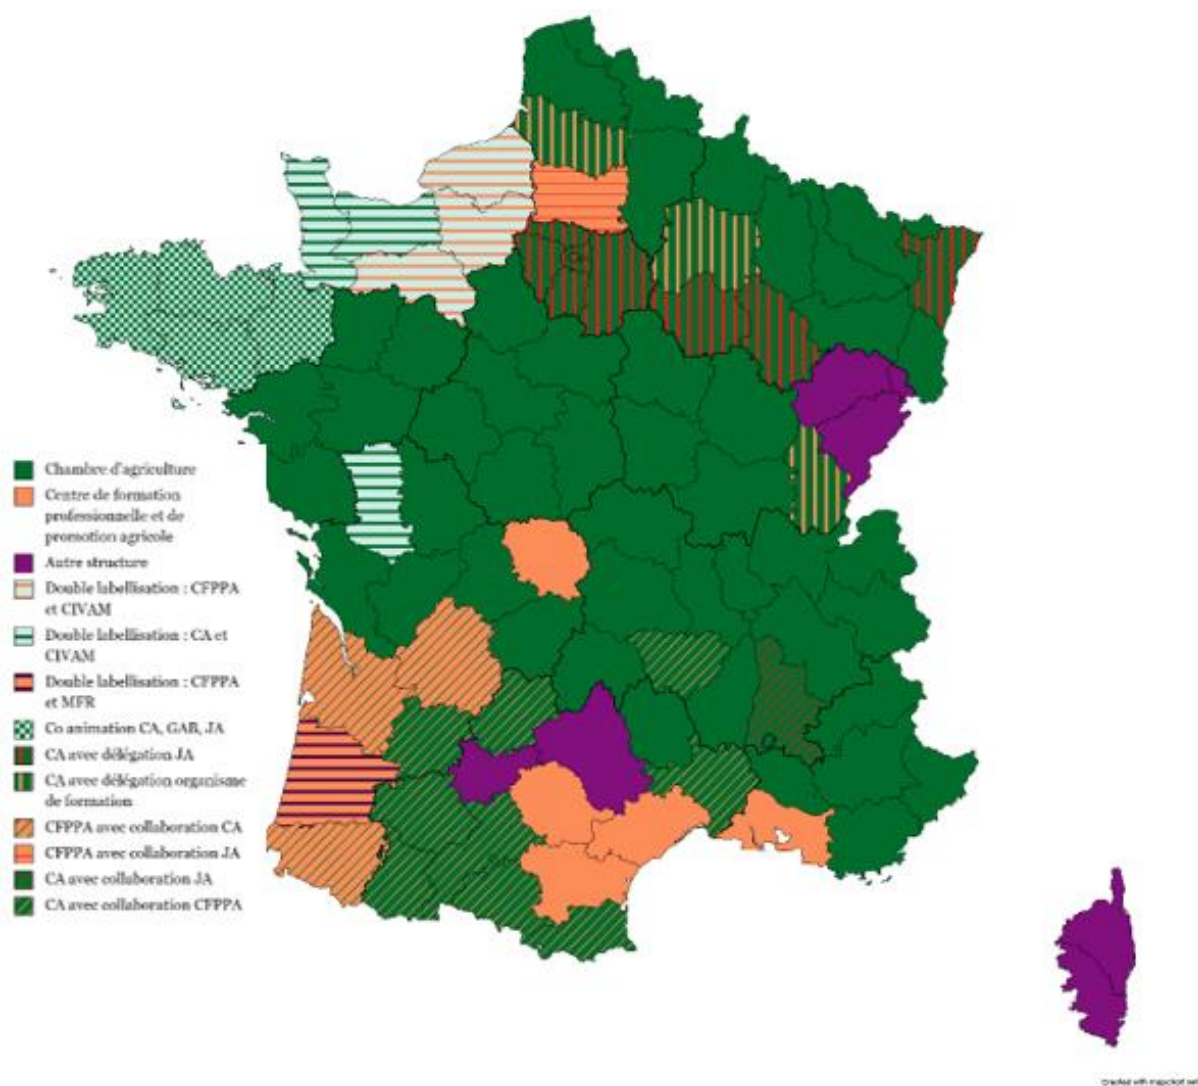 Chambre d'agriculture
Centre de formation
professionnelle et de
promotion agricole
Autre structure
Double labellisation : CFPPA
et CIVAM
Double labellisation : CA et
CIVAM
Double labellisation : CFPPA
et MFR
Co animation CA, GAB, JA
CA avec délégation JA
CA avec délégation organisme
de formation
CFPPA avec collaboration CA
CFPPA avec collaboration JA
CA avec collaboration JA
CA avec collaboration CFPPA
Created with mapchart.net